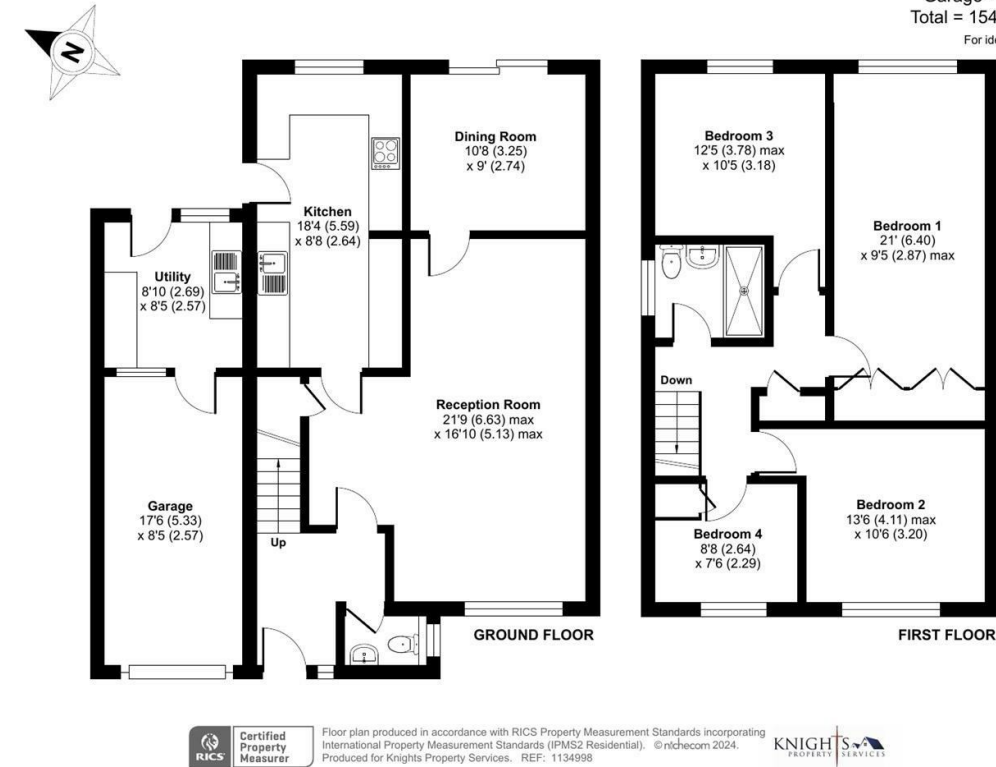 Garage
Total = 154
For ide
N
Dining Room
10'8 (3.25)
x 9' (2.74)
Kitchen
18'4 (5.59)
x 8'8 (2.64)
Utility
8'10 (2.69)
x 8'5 (2.57)
Reception Room
21'9 (6.63) max
x 16'10 (5.13) max
Garage
17'6 (5.33)
x 8'5 (2.57)
Up
GROUND FLOOR
Bedroom 3
12'5 (3.78) max
x 10'5 (3.18)
Bedroom 1
21' (6.40)
x 9'5 (2.87) max
Down
Bedroom 2
13'6 (4.11) max
x 10'6 (3.20)
Bedroom 4
8'8 (2.64)
x 7'6 (2.29)
FIRST FLOOR
RICS
Certified
Property
Measurer
Floor plan produced in accordance with RICS Property Measurement Standards incorporating
International Property Measurement Standards (IPMS2 Residential). © nichecom 2024.
Produced for Knights Property Services. REF: 1134998
KNIGHTS
PROPERTY SERVICES